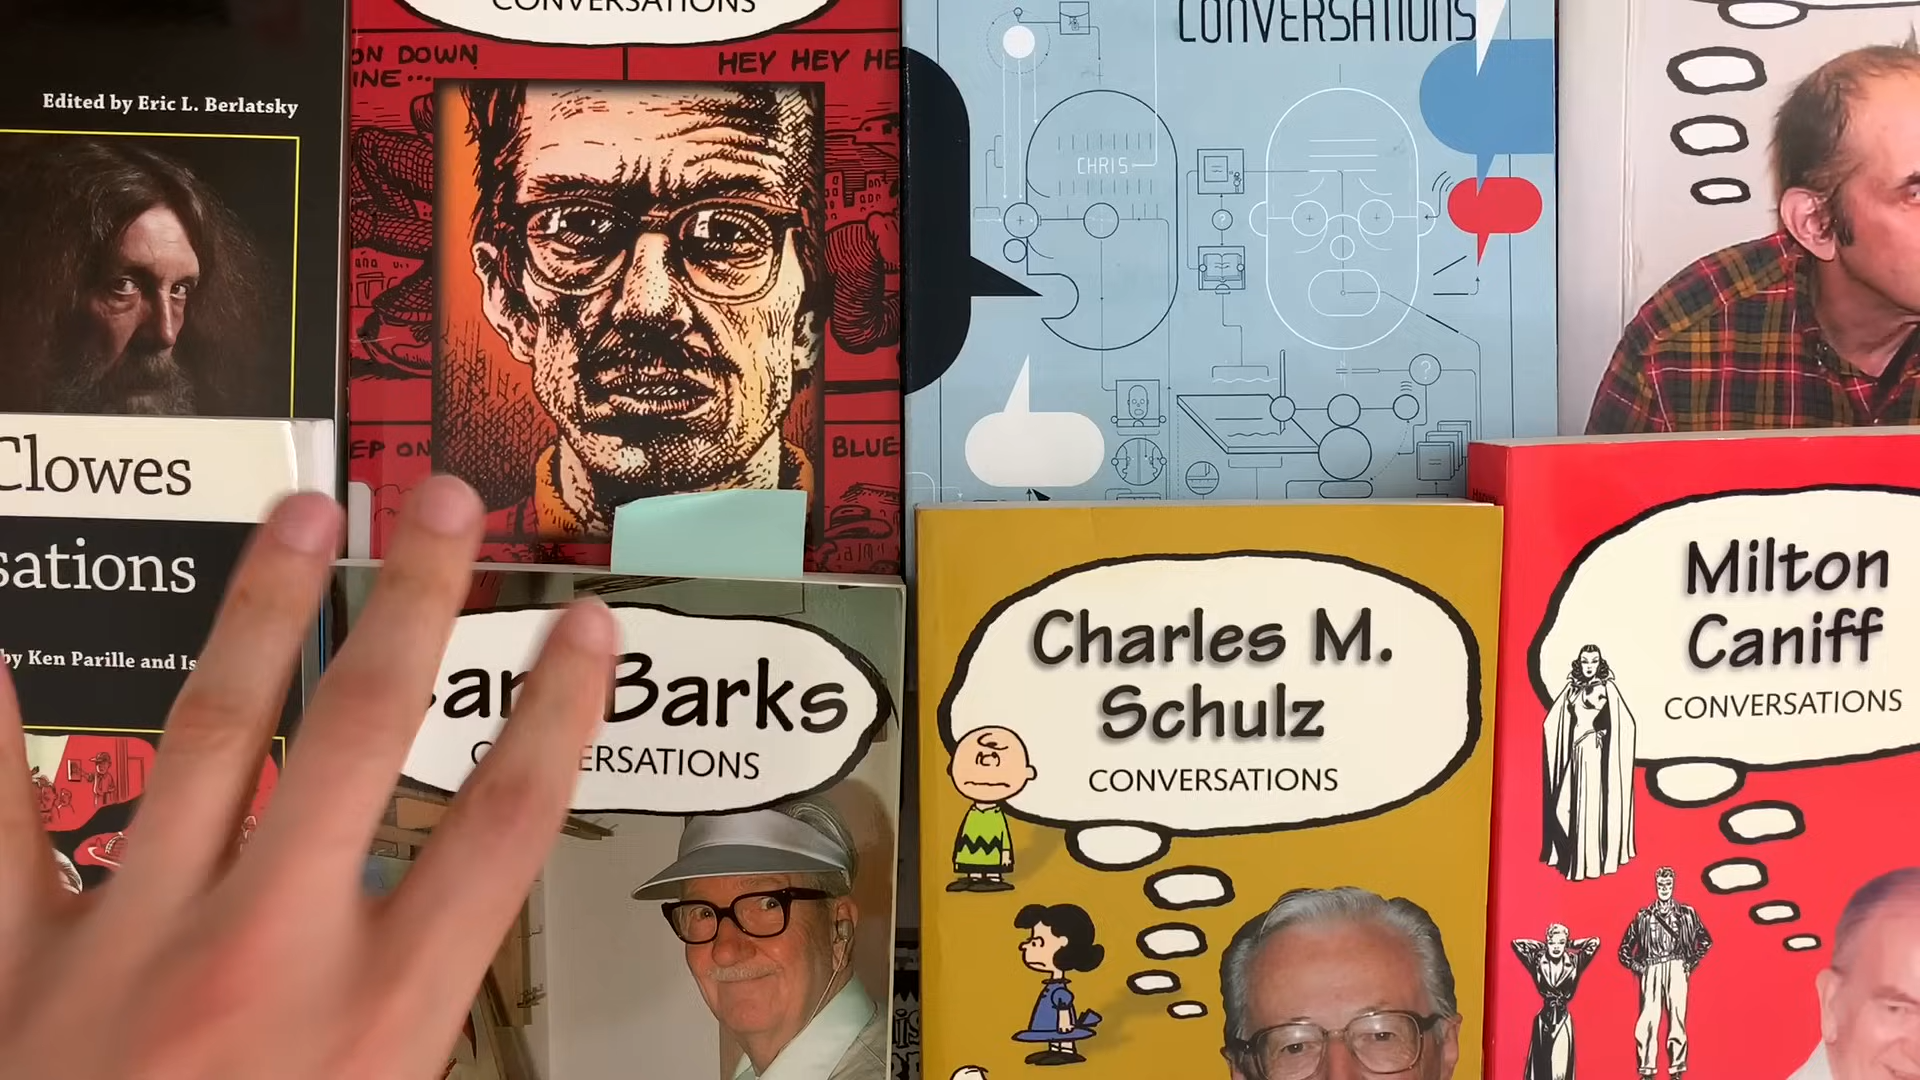 CONVERSATIONS
CONVERSATIONS
ON DOWN
INE...
HEY HEY HE
Edited by Eric L. Berlatsky
CHRIS
?
?
EP ON
BLUE
Clowes
sations
by Ken Parille and Is
Barks
ERSATIONS
Charles M.
Schulz
CONVERSATIONS
Milton
Caniff
CONVERSATIONS